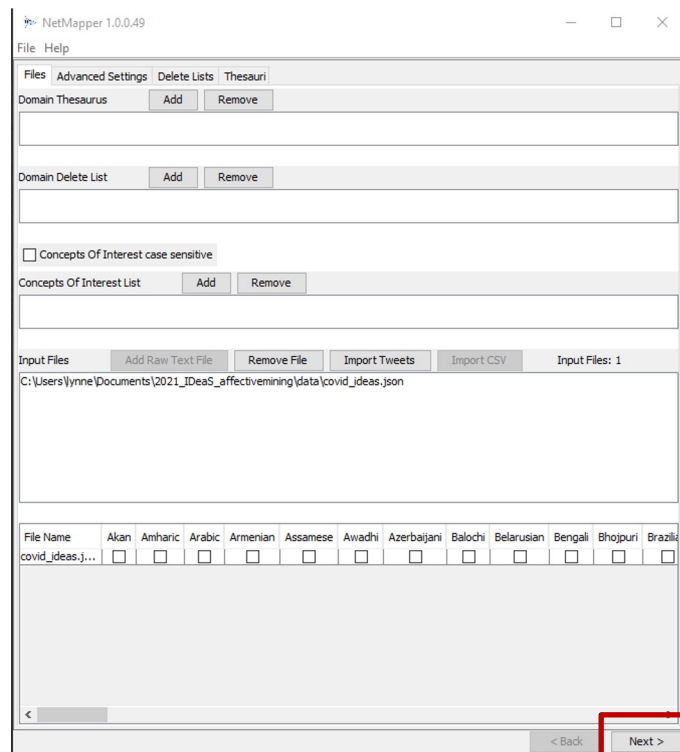 NetMapper 1.0.0.49
File Help
Files Advanced Settings Delete Lists Thesauri
Domain Thesaurus Add Remove
Domain Delete List Add Remove
Concepts Of Interest case sensitive
Concepts Of Interest List Add Remove
Input Files Add Raw Text File Remove File Import Tweets Import CSV Input Files: 1
C:\Users\lynne\Documents\2021_IDeaS_affectivemining\data\covid_ideas.json
File Name Akan Amharic Arabic Armenian Assamese Awadhi Azerbaijani Balochi Belarusian Bengali Bhojpuri
covid_ideas.j...
< Back Next >